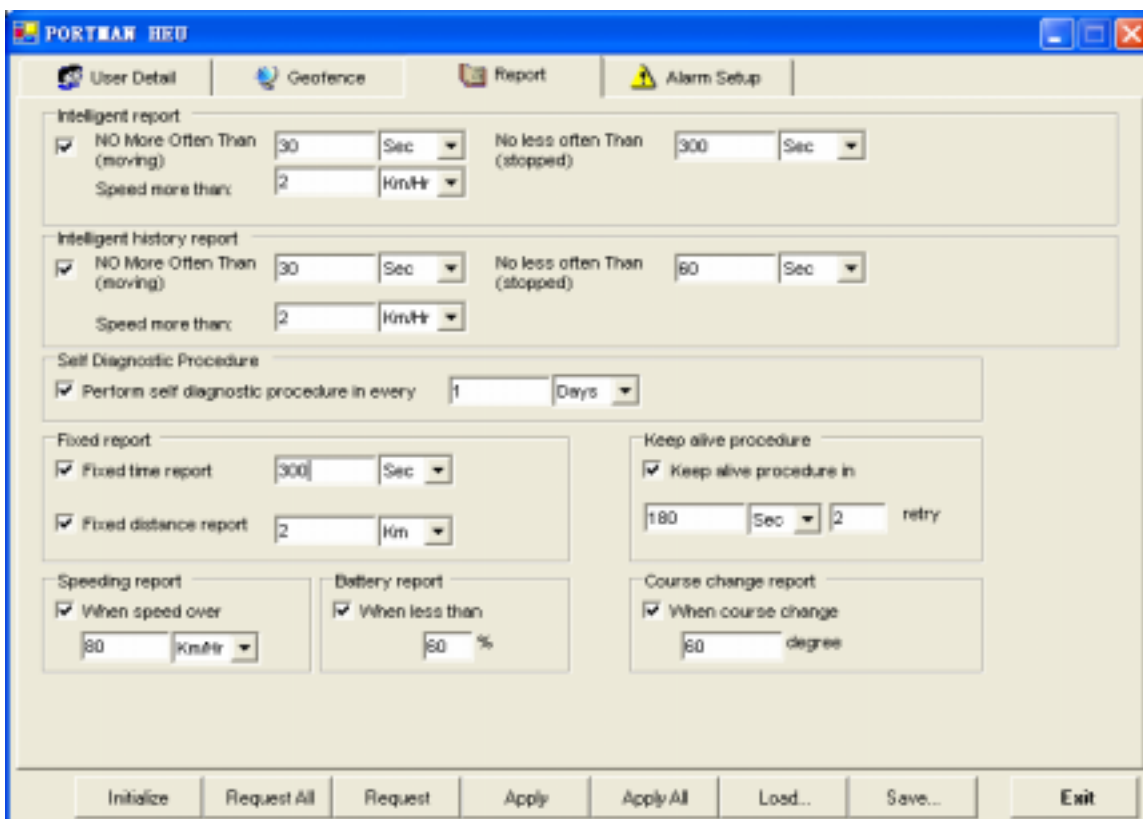 PORTMAN HEU
User Detail
Geofence
Report
Alarm Setup
Intelligent report
NO More Often Than
(moving)
30
Sec
No less often Than
(stopped)
300
Sec
Speed more than:
2
Km/Hr
Intelligent history report
NO More Often Than
(moving)
30
Sec
No less often Than
(stopped)
60
Sec
Speed more than:
2
Km/Hr
Self Diagnostic Procedure
Perform self diagnostic procedure in every
1
Days
Fixed report
Fixed time report
300
Sec
Fixed distance report
2
Km
Keep alive procedure
Keep alive procedure in
180
Sec
2
retry
Speeding report
When speed over
80
Km/Hr
Battery report
When less than
60
%
Course change report
When course change
60
degree
Initialize
Request All
Request
Apply
Apply All
Load...
Save...
Exit